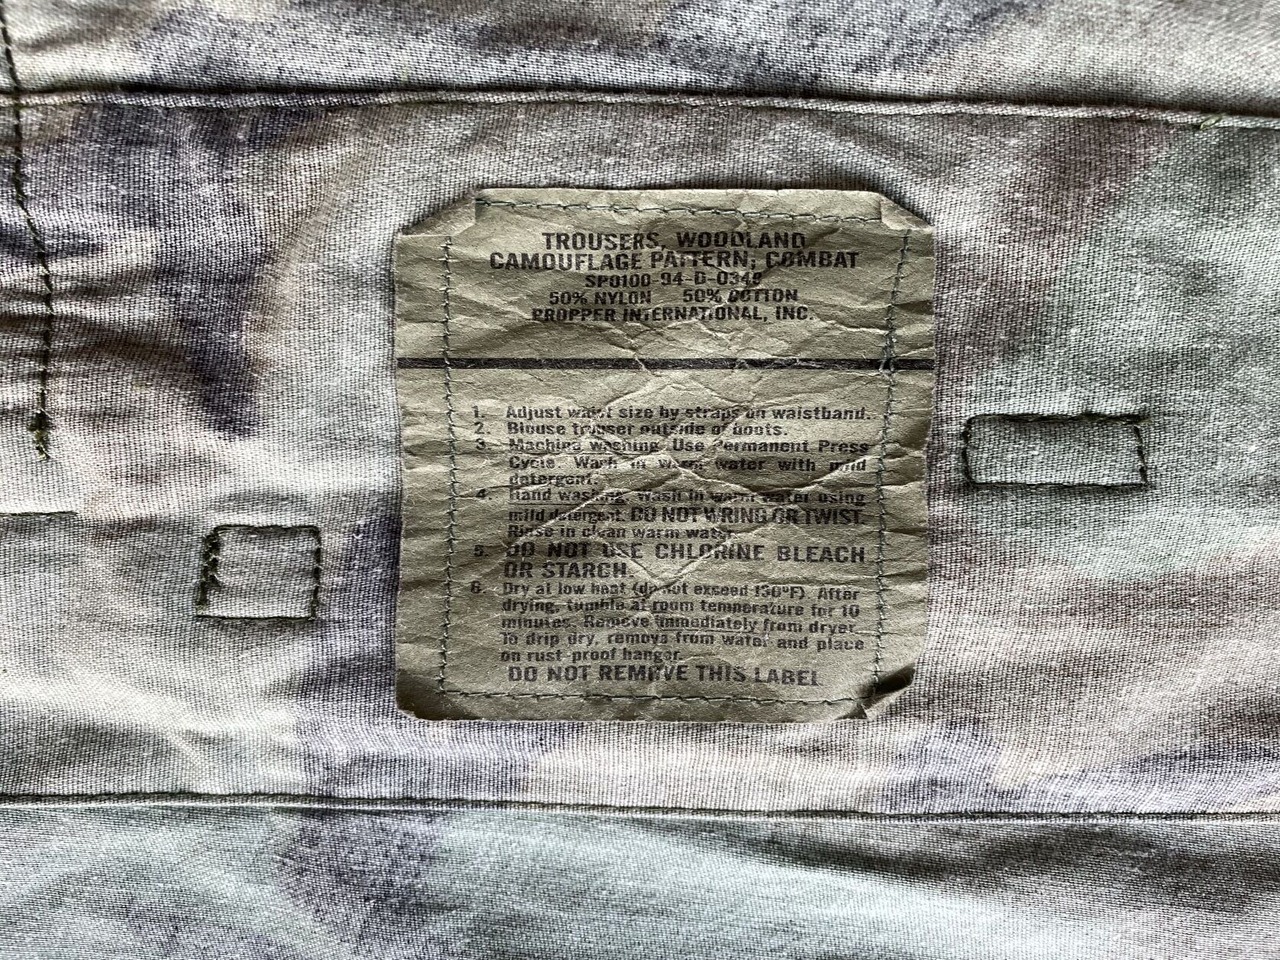 TROUSERS, WOODLAND
CAMOUFLAGE PATTERN; COMBAT
SP0100-94-D-0348
50% NYLON 50% COTTON
PROPPER INTERNATIONAL, INC.
1. Adjust waist size by straps on waistband.
2. Blouse trouser outside of boots.
3. Machine washing. Use Permanent Press
Cycle. Wash in warm water with mild
detergent.
4. Hand washing, wash in warm water using
mild detergent. DO NOT WRING OR TWIST.
Rinse in clean warm water.
5. DO NOT USE CHLORINE BLEACH
OR STARCH.
6. Dry at low heat (do not exceed 130°F). After
drying, tumble at room temperature for 10
minutes. Remove immediately from dryer.
To drip dry, remove from water and place
on rust-proof hanger.
DO NOT REMOVE THIS LABEL